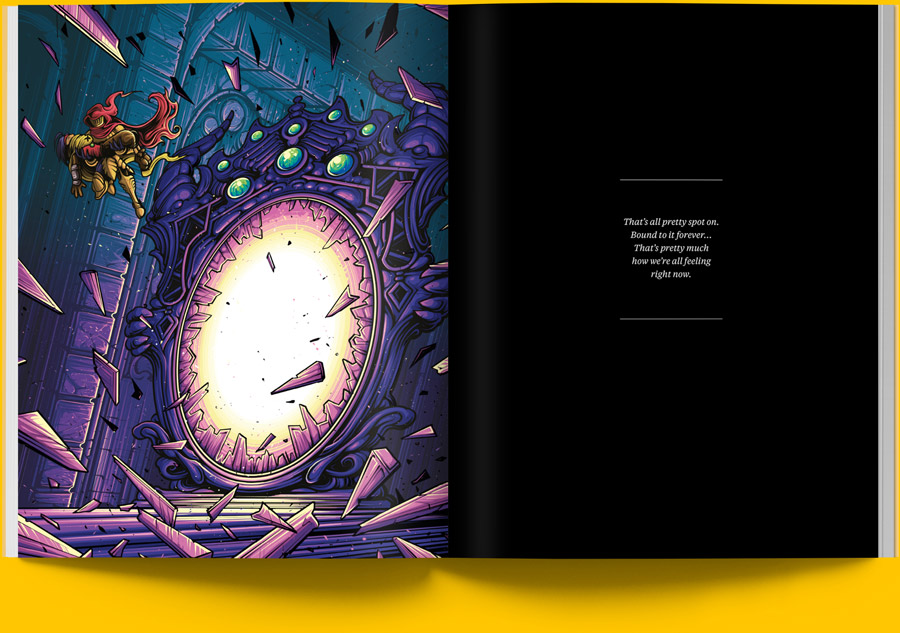 That's all pretty spot on.
Bound to it forever...
That's pretty much
how we're all feeling
right now.